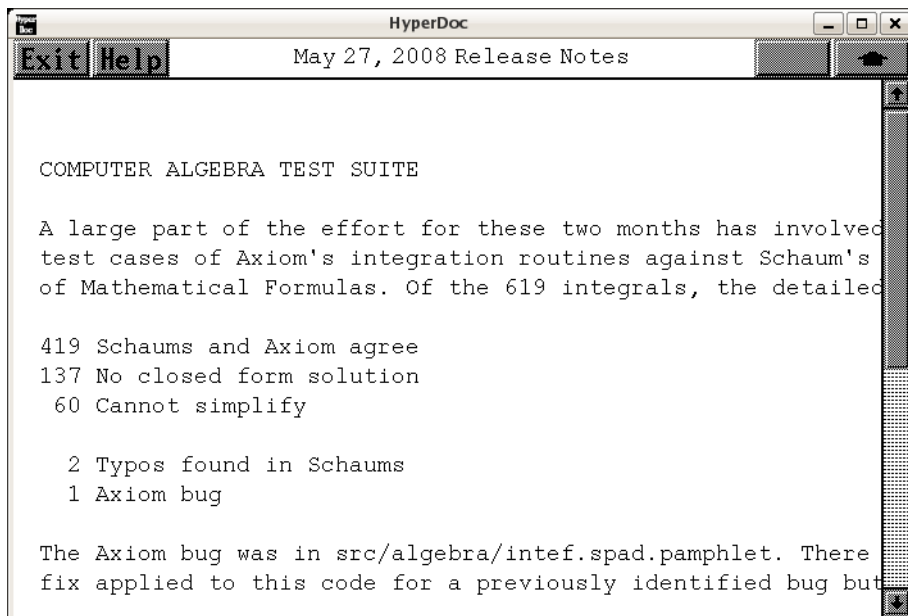 Hyper Doc
HyperDoc
Exit Help May 27, 2008 Release Notes
COMPUTER ALGEBRA TEST SUITE
A large part of the effort for these two months has involved
test cases of Axiom's integration routines against Schaum's
of Mathematical Formulas. Of the 619 integrals, the detailed
419 Schaums and Axiom agree
137 No closed form solution
60 Cannot simplify
2 Typos found in Schaums
1 Axiom bug
The Axiom bug was in src/algebra/intef.spad.pamphlet. There
fix applied to this code for a previously identified bug but